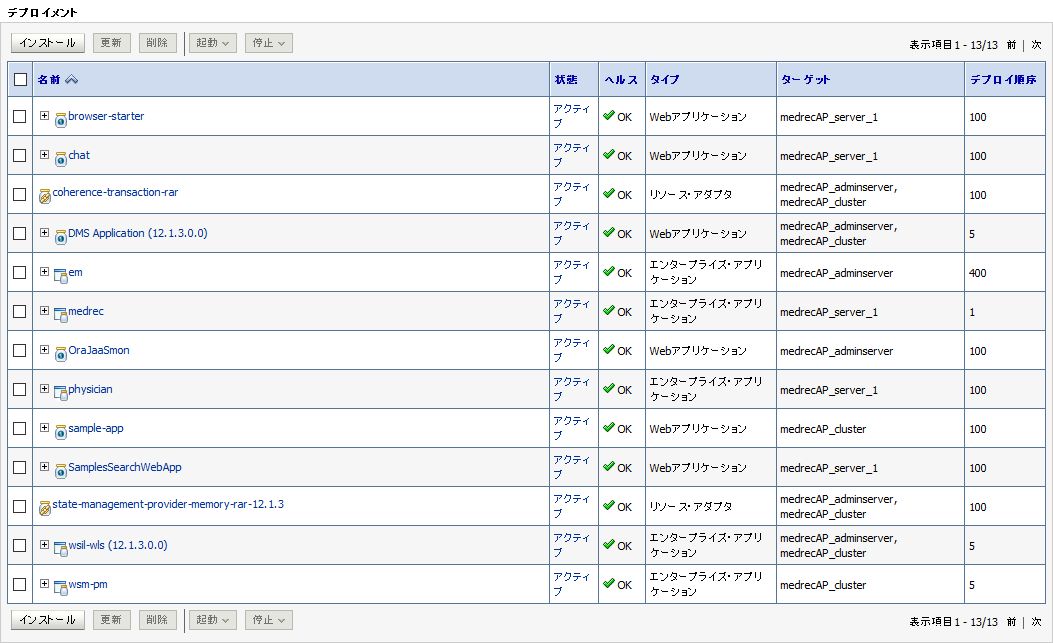 デプロイメント
インストール 更新 削除 起動 停止 表示項目1 - 13/13 前 | 次
名前 状態 ヘルス タイプ ターゲット デプロイ順序
browser-starter アクティブ OK Webアプリケーション medrecAP_server_1 100
chat アクティブ OK Webアプリケーション medrecAP_server_1 100
coherence-transaction-rar アクティブ OK リソース・アダプタ medrecAP_adminserver, medrecAP_cluster 100
DMS Application (12.1.3.0.0) アクティブ OK Webアプリケーション medrecAP_adminserver, medrecAP_cluster 5
em アクティブ OK エンタープライズ・アプリケーション medrecAP_adminserver 400
medrec アクティブ OK エンタープライズ・アプリケーション medrecAP_server_1 1
OraJaaSmon アクティブ OK Webアプリケーション medrecAP_adminserver 100
physician アクティブ OK エンタープライズ・アプリケーション medrecAP_server_1 100
sample-app アクティブ OK Webアプリケーション medrecAP_cluster 100
SamplesSearchWebApp アクティブ OK Webアプリケーション medrecAP_server_1 100
state-management-provider-memory-rar-12.1.3 アクティブ OK リソース・アダプタ medrecAP_adminserver, medrecAP_cluster 100
wsil-wls (12.1.3.0.0) アクティブ OK エンタープライズ・アプリケーション medrecAP_adminserver, medrecAP_cluster 5
wsm-pm アクティブ OK エンタープライズ・アプリケーション medrecAP_cluster 5
インストール 更新 削除 起動 停止 表示項目1 - 13/13 前 | 次